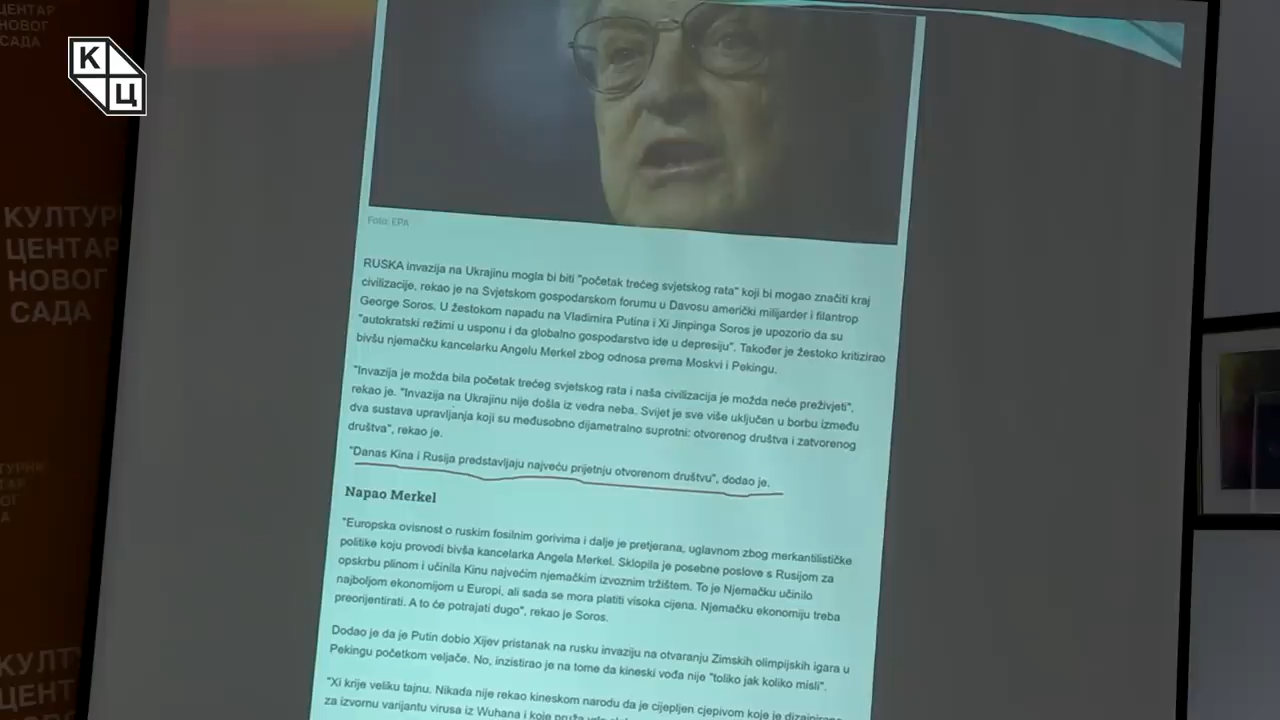 ЦЕНТАР
НОВОГ
САДА
К
Ц
КУЛТУРН
ЦЕНТАР
НОВОГ
САДА
Foto: EPA
RUSKA invazija na Ukrajinu mogla bi biti "početak trećeg svjetskog rata" koji bi mogao značiti kraj
civilizacije, rekao je na Svjetskom gospodarskom forumu u Davosu američki milijarder i filantrop
George Soros. U žestokom napadu na Vladimira Putina i Xi Jinpinga Soros je upozorio da su
"autokratski režimi u usponu i da globalno gospodarstvo ide u depresiju". Također je žestoko kritizirao
bivšu njemačku kancelarku Angelu Merkel zbog odnosa prema Moskvi i Pekingu.
"Invazija je možda bila početak trećeg svjetskog rata i naša civilizacija je možda neće preživjeti",
rekao je. "Invazija na Ukrajinu nije došla iz vedra neba. Svijet je sve više uključen u borbu između
dva sustava upravljanja koji su međusobno dijametralno suprotni: otvorenog društva i zatvorenog
društva", rekao je.
"Danas Kina i Rusija predstavljaju najveću prijetnju otvorenom društvu", dodao je.
Napao Merkel
"Europska ovisnost o ruskim fosilnim gorivima i dalje je pretjerana, uglavnom zbog merkantilističke
politike koju provodi bivša kancelarka Angela Merkel. Sklopila je posebne poslove s Rusijom za
opskrbu plinom i učinila Kinu najvećim njemačkim izvoznim tržištem. To je Njemačku učinilo
najboljom ekonomijom u Europi, ali sada se mora platiti visoka cijena. Njemačku ekonomiju treba
preorijentirati. A to će potrajati dugo", rekao je Soros.
Dodao je da je Putin dobio Xijev pristanak na rusku invaziju na otvaranju Zimskih olimpijskih igara u
Pekingu početkom veljače. No, inzistirao je na tome da kineski vođa nije "toliko jak koliko misli".
"Xi krije veliku tajnu. Nikada nije rekao kineskom narodu da je cijepljen cjepivom koje je
za izvornu varijantu virusa iz Wuhana i koje pruža
КУЛТУ
ЦЕНТ